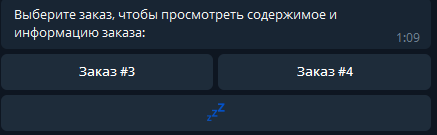 Выберите заказ, чтобы просмотреть содержимое и
информацию заказа:
1:09
Заказ #3
Заказ #4
💤